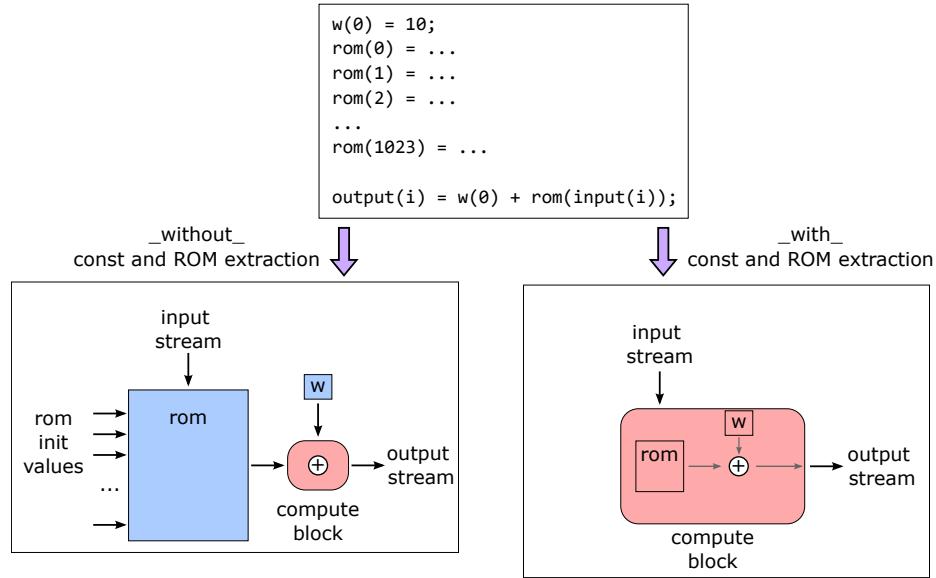 w(0) = 10;
rom(0) = ...
rom(1) = ...
rom(2) = ...
...
rom(1023) = ...
output(i) = w(0) + rom(input(i));
_without_
const and ROM extraction
_with_
const and ROM extraction
input
stream
rom
init
values
...
rom
w
output
stream
compute
block
input
stream
rom
w
output
stream
compute
block